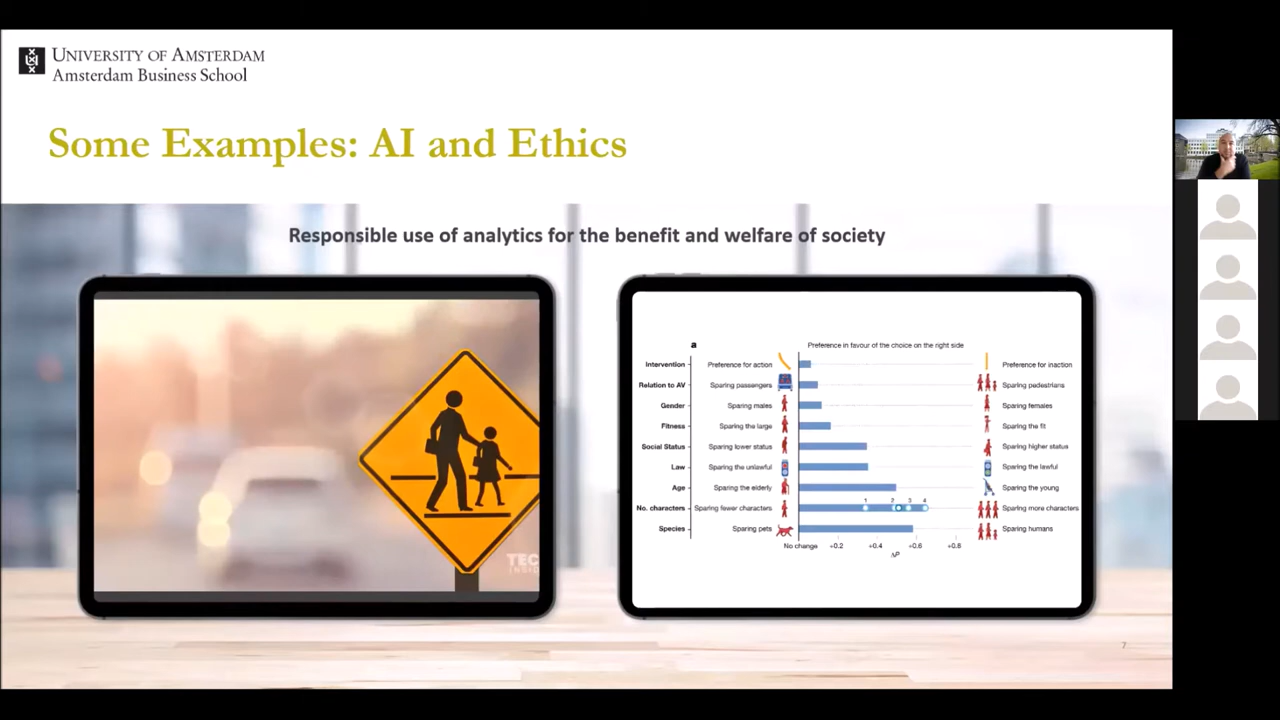 UNIVERSITY OF AMSTERDAM
Amsterdam Business School
Some Examples: AI and Ethics
Responsible use of analytics for the benefit and welfare of society
TEC
a
Preference in favour of the choice on the right side
Intervention Preference for action Preference for inaction
Relation to AV Sparing passengers Sparing pedestrians
Gender Sparing males Sparing females
Fitness Sparing the large Sparing the fit
Social Status Sparing lower status Sparing higher status
Law Sparing the unlawful Sparing the lawful
Age Sparing the elderly Sparing the young
1 2 3 4
No. characters Sparing fewer characters Sparing more characters
Species Sparing pets Sparing humans
No change +0.2 +0.4 +0.6 +0.8
ΔP
7